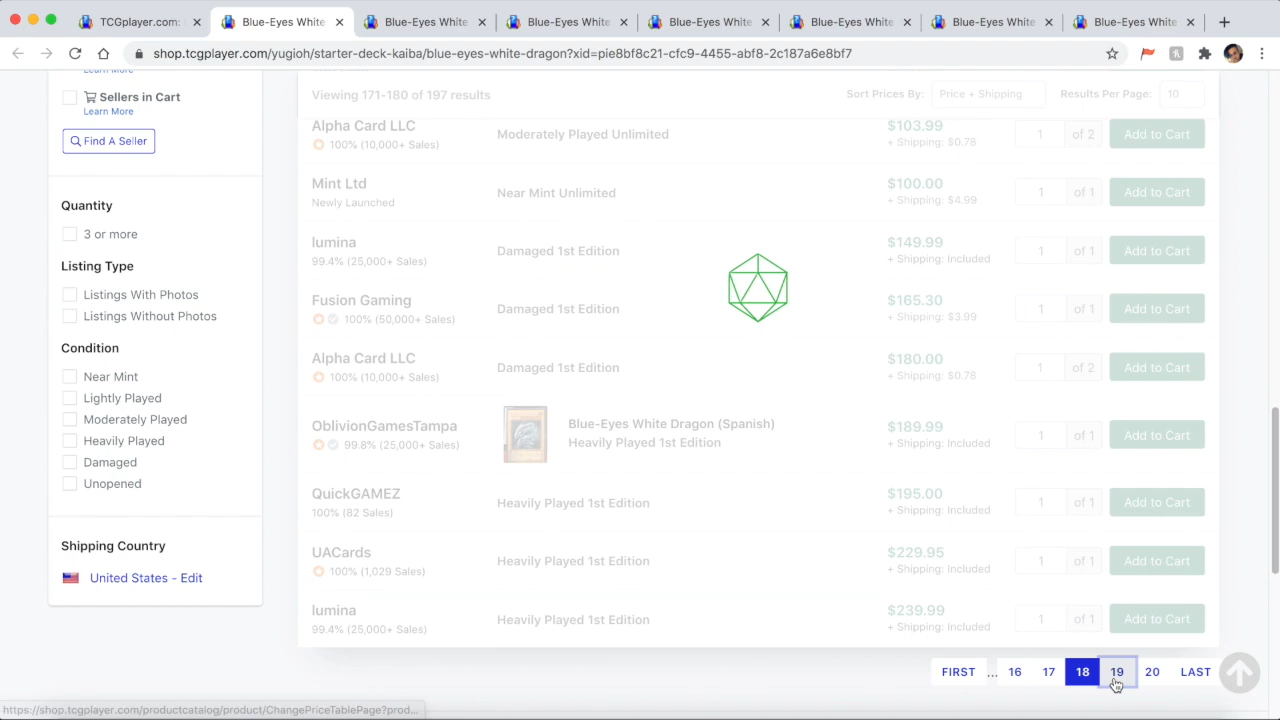 TCGplayer.com:
Blue-Eyes White
Blue-Eyes White
Blue-Eyes White
Blue-Eyes White
Blue-Eyes White
Blue-Eyes White
Blue-Eyes White
shop.tcgplayer.com/yugioh/starter-deck-kaiba/blue-eyes-white-dragon?xid=pie8bf8c21-cfc9-4455-abf8-2c187a6e8bf7
Learn More
Sellers in Cart
Learn More
Find A Seller
Quantity
3 or more
Listing Type
Listings With Photos
Listings Without Photos
Condition
Near Mint
Lightly Played
Moderately Played
Heavily Played
Damaged
Unopened
Shipping Country
United States - Edit
Viewing 171-180 of 197 results
Sort Prices By: Price + Shipping Results Per Page: 10
Alpha Card LLC
100% (10,000+ Sales)
Moderately Played Unlimited
$103.99
+ Shipping: $0.78
1 of 2 Add to Cart
Mint Ltd
Newly Launched
Near Mint Unlimited
$100.00
+ Shipping: $4.99
1 of 1 Add to Cart
lumina
99.4% (25,000+ Sales)
Damaged 1st Edition
$149.99
+ Shipping: Included
1 of 1 Add to Cart
Fusion Gaming
100% (50,000+ Sales)
Damaged 1st Edition
$165.30
+ Shipping: $3.99
1 of 1 Add to Cart
Alpha Card LLC
100% (10,000+ Sales)
Damaged 1st Edition
$180.00
+ Shipping: $0.78
1 of 2 Add to Cart
OblivionGamesTampa
99.8% (25,000+ Sales)
Blue-Eyes White Dragon (Spanish)
Heavily Played 1st Edition
$189.99
+ Shipping: Included
1 of 1 Add to Cart
QuickGAMEZ
100% (82 Sales)
Heavily Played 1st Edition
$195.00
+ Shipping: Included
1 of 1 Add to Cart
UACards
100% (1,029 Sales)
Heavily Played 1st Edition
$229.95
+ Shipping: Included
1 of 1 Add to Cart
lumina
99.4% (25,000+ Sales)
Heavily Played 1st Edition
$239.99
+ Shipping: Included
1 of 1 Add to Cart
FIRST ... 16 17 18 19 20 LAST
https://shop.tcgplayer.com/productcatalog/product/ChangePriceTablePage?prod...